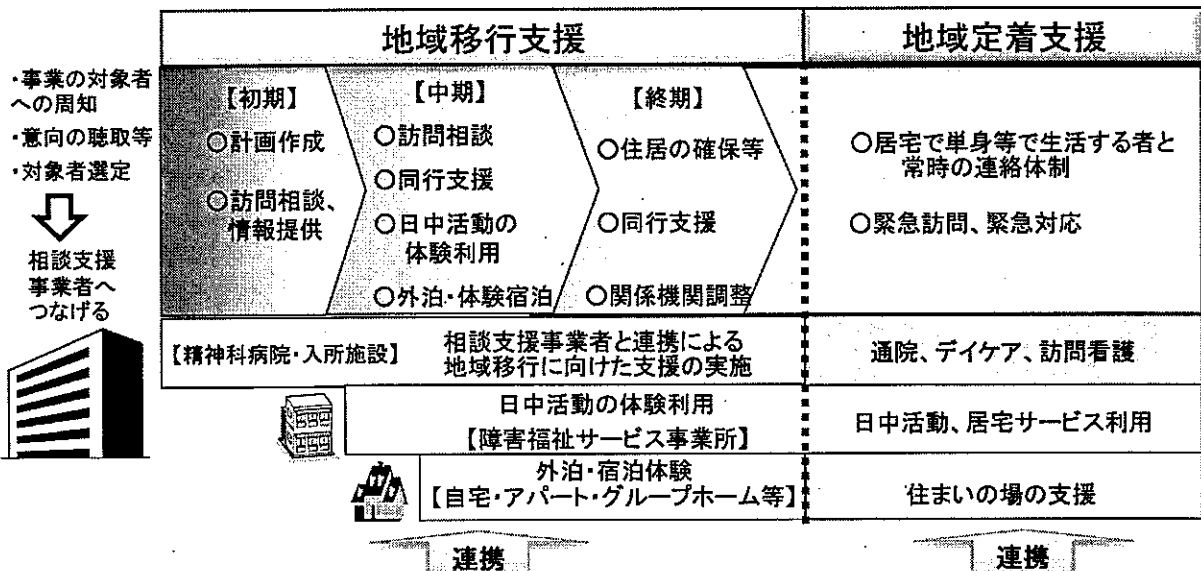 地域移行支援
地域定着支援
・事業の対象者
への周知
・意向の聴取等
・対象者選定
相談支援
事業者へ
つなげる
【初期】
○計画作成
○訪問相談、
情報提供
【中期】
○訪問相談
○同行支援
○日中活動の
体験利用
○外泊・体験宿泊
【終期】
○住居の確保等
○同行支援
○関係機関調整
○居宅で単身等で生活する者と
常時の連絡体制
○緊急訪問、緊急対応
【精神科病院・入所施設】
相談支援事業者と連携による
地域移行に向けた支援の実施
通院、デイケア、訪問看護
日中活動の体験利用
【障害福祉サービス事業所】
日中活動、居宅サービス利用
外泊・宿泊体験
【自宅・アパート・グループホーム等】
住まいの場の支援
連携
連携